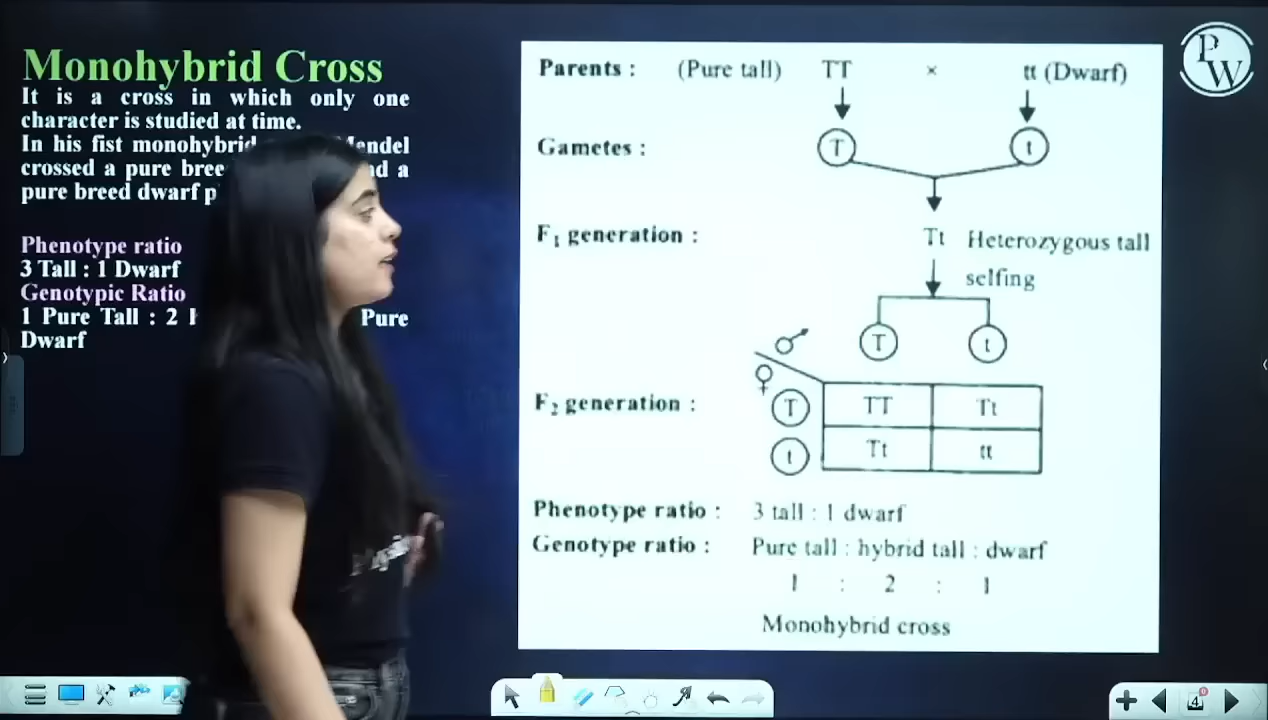 Monohybrid Cross
It is a cross in which only one
character is studied at time.
In his fist monohybrid Mendel
crossed a pure a
pure breed dwarf
Phenotype ratio
3 Tall : 1 Dwarf
Genotypic Ratio
1 Pure Tall : 2 Pure
Dwarf
Parents : (Pure tall) TT × tt (Dwarf)
Gametes : T t
F₁ generation : Tt Heterozygous tall
selfing
T t
♂
♀
F₂ generation : T TT Tt
t Tt tt
Phenotype ratio : 3 tall : 1 dwarf
Genotype ratio : Pure tall : hybrid tall : dwarf
1 : 2 : 1
Monohybrid cross
PW
4